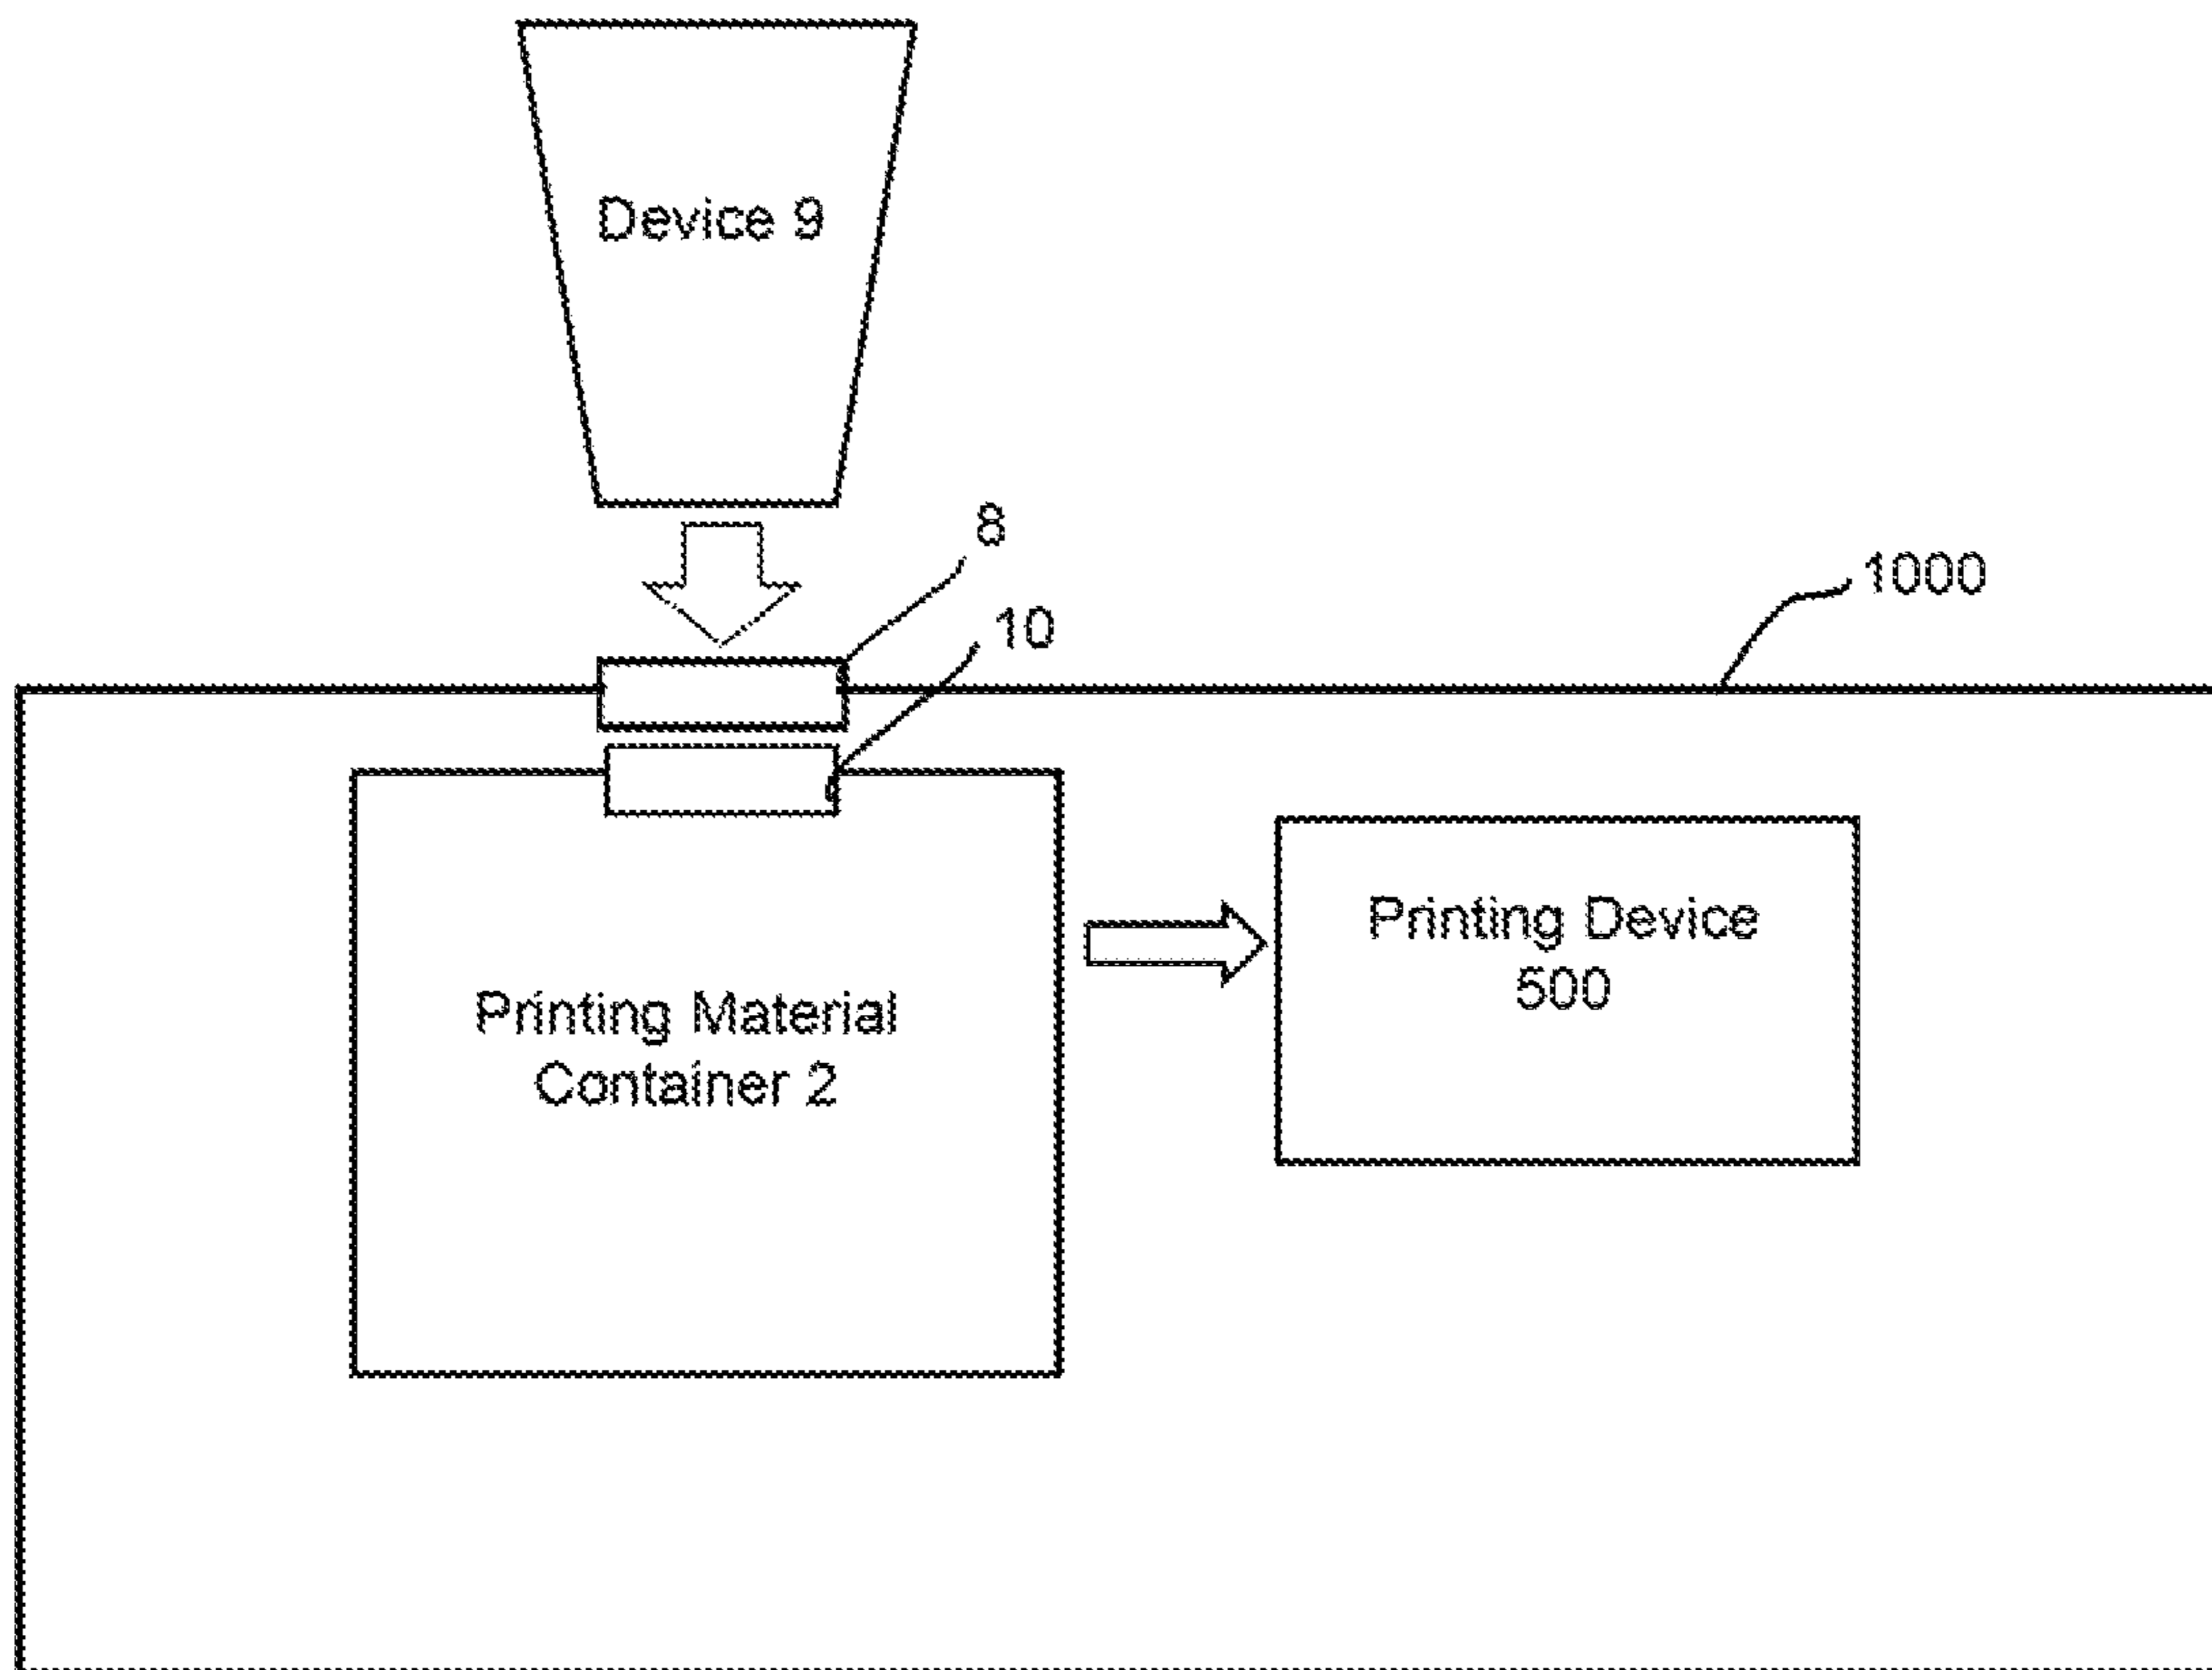 Device 9
8
1000
10
Printing Device
500
Printing Material
Container 2